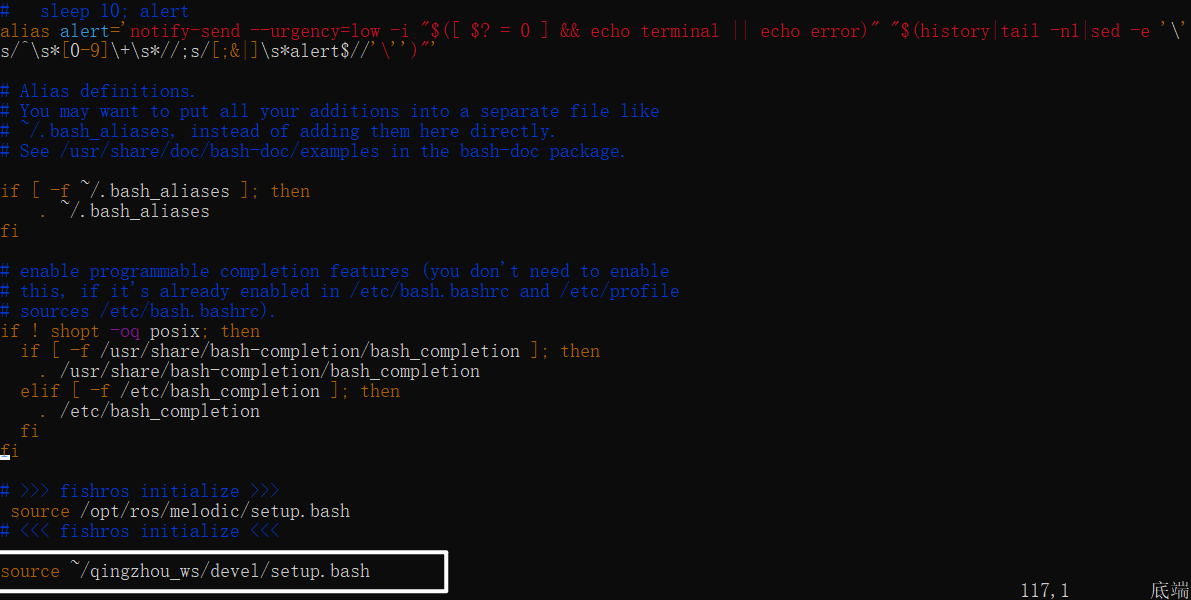 #   sleep 10; alert
alias alert='notify-send --urgency=low -i "$([ $? = 0 ] && echo terminal || echo error)" "$(history|tail -n1|sed -e '\''
s/^\s*[0-9]\+\s*//;s/[;&|]\s*alert$//'\'')"'

# Alias definitions.
# You may want to put all your additions into a separate file like
# ~/.bash_aliases, instead of adding them here directly.
# See /usr/share/doc/bash-doc/examples in the bash-doc package.

if [ -f ~/.bash_aliases ]; then
    . ~/.bash_aliases
fi

# enable programmable completion features (you don't need to enable
# this, if it's already enabled in /etc/bash.bashrc and /etc/profile
# sources /etc/bash.bashrc).
if ! shopt -oq posix; then
  if [ -f /usr/share/bash-completion/bash_completion ]; then
    . /usr/share/bash-completion/bash_completion
  elif [ -f /etc/bash_completion ]; then
    . /etc/bash_completion
  fi
fi

# >>> fishros initialize >>>
 source /opt/ros/melodic/setup.bash
# <<< fishros initialize <<<

source ~/qingzhou_ws/devel/setup.bash
117,1 底端